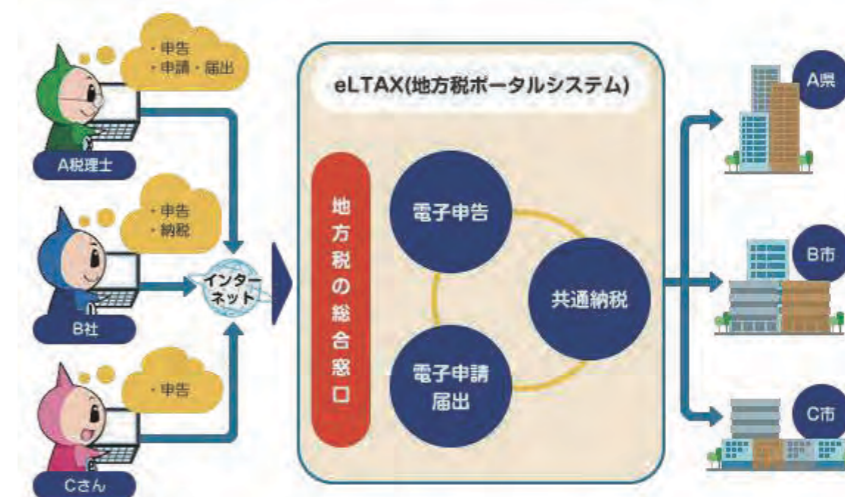 ・申告
・申請・届出
A税理士
・申告
・納税
B社
・申告
Cさん
インター
ネット
eLTAX(地方税ポータルシステム)
地方税の総合窓口
電子申告
共通納税
電子申請
届出
A県
B市
C市